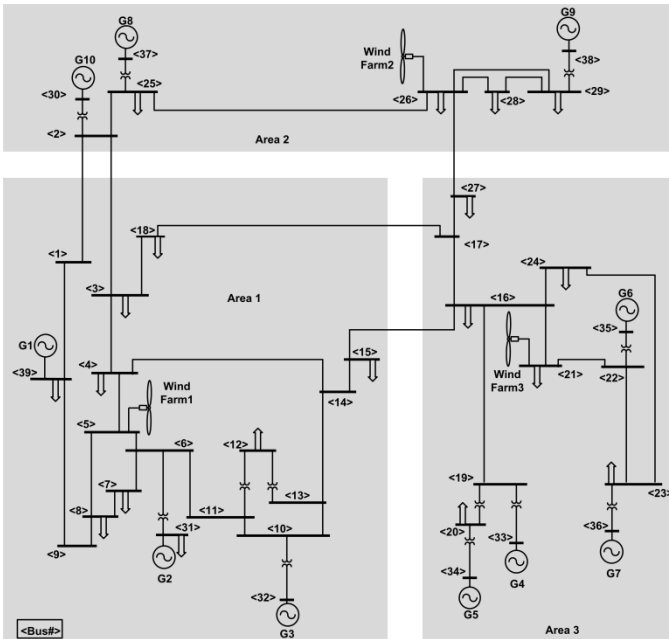 G8
G9
G10
<37>
Wind
Farm2
<38>
<30>
<25>
<26>
<28>
<29>
<2>
Area 2
<27>
<18>
<17>
<1>
<24>
<3>
Area 1
<16>
G6
G1
<35>
<4>
<15>
Wind
Farm3
<39>
Wind
Farm1
<21>
<22>
<14>
<5>
<6>
<12>
<7>
<19>
<13>
<23>
<8>
<11>
<10>
<31>
<20>
<33>
<36>
<9>
G2
<34>
G4
G7
<32>
G5
G3
<Bus#>
Area 3